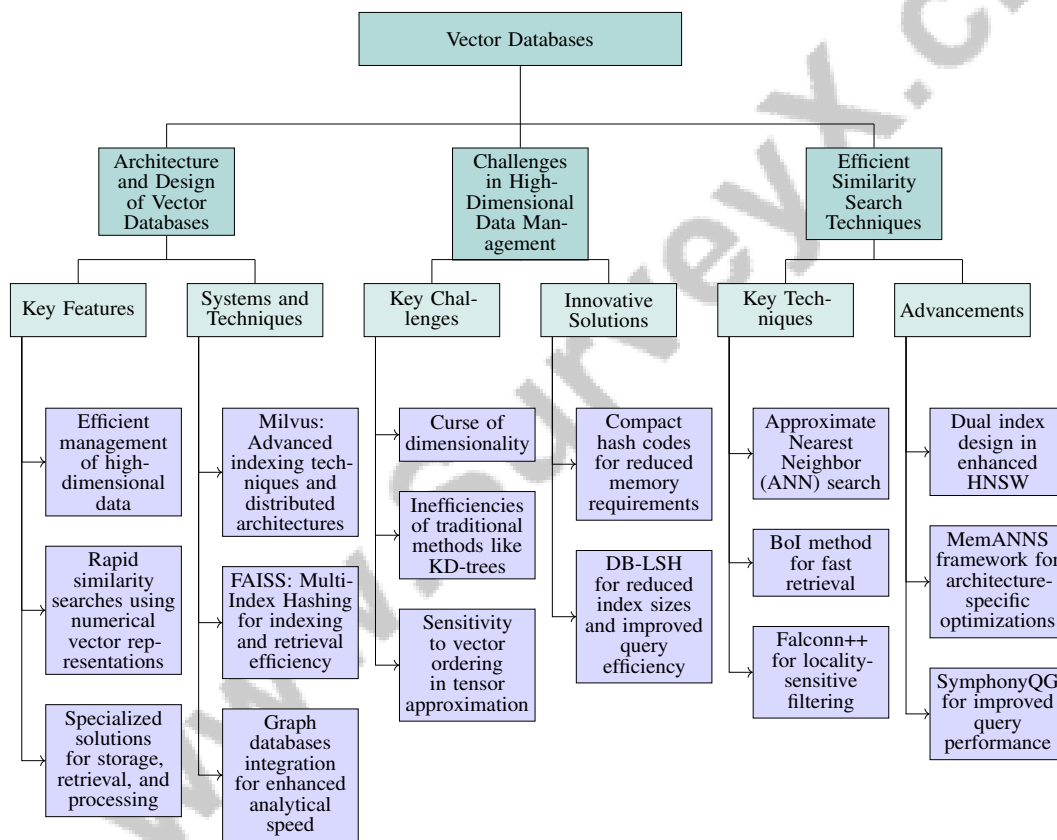 Vector Databases
Architecture
and Design
of Vector
Databases
Challenges
in High-
Dimensional
Data Man-
agement
Efficient
Similarity
Search
Techniques
Key Features
Systems and
Techniques
Key Chal-
lenges
Innovative
Solutions
Key Tech-
niques
Advancements
Efficient
management
of high-
dimensional
data
Rapid
similarity
searches using
numerical
vector rep-
resentations
Specialized
solutions
for storage,
retrieval, and
processing
Milvus:
Advanced
indexing tech-
niques and
distributed
architectures
FAISS: Multi-
Index Hashing
for indexing
and retrieval
efficiency
Graph
databases
integration
for enhanced
analytical
speed
Curse of
dimensionality
Inefficiencies
of traditional
methods like
KD-trees
Sensitivity
to vector
ordering
in tensor
approximation
Compact
hash codes
for reduced
memory
requirements
DB-LSH
for reduced
index sizes
and improved
query
efficiency
Approximate
Nearest
Neighbor
(ANN) search
BoI method
for fast
retrieval
Falconn++
for locality-
sensitive
filtering
Dual index
design in
enhanced
HNSW
MemANNS
framework for
architecture-
specific
optimizations
SymphonyQG
for improved
query
performance
www.surveyx.c